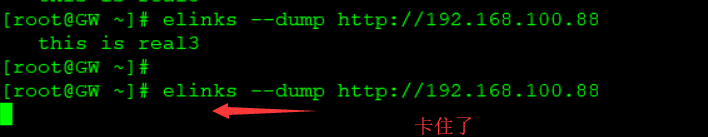 this is real3
[root@GW ~]# elinks --dump http://192.168.100.88
this is real3
[root@GW ~]#
[root@GW ~]# elinks --dump http://192.168.100.88
卡住了